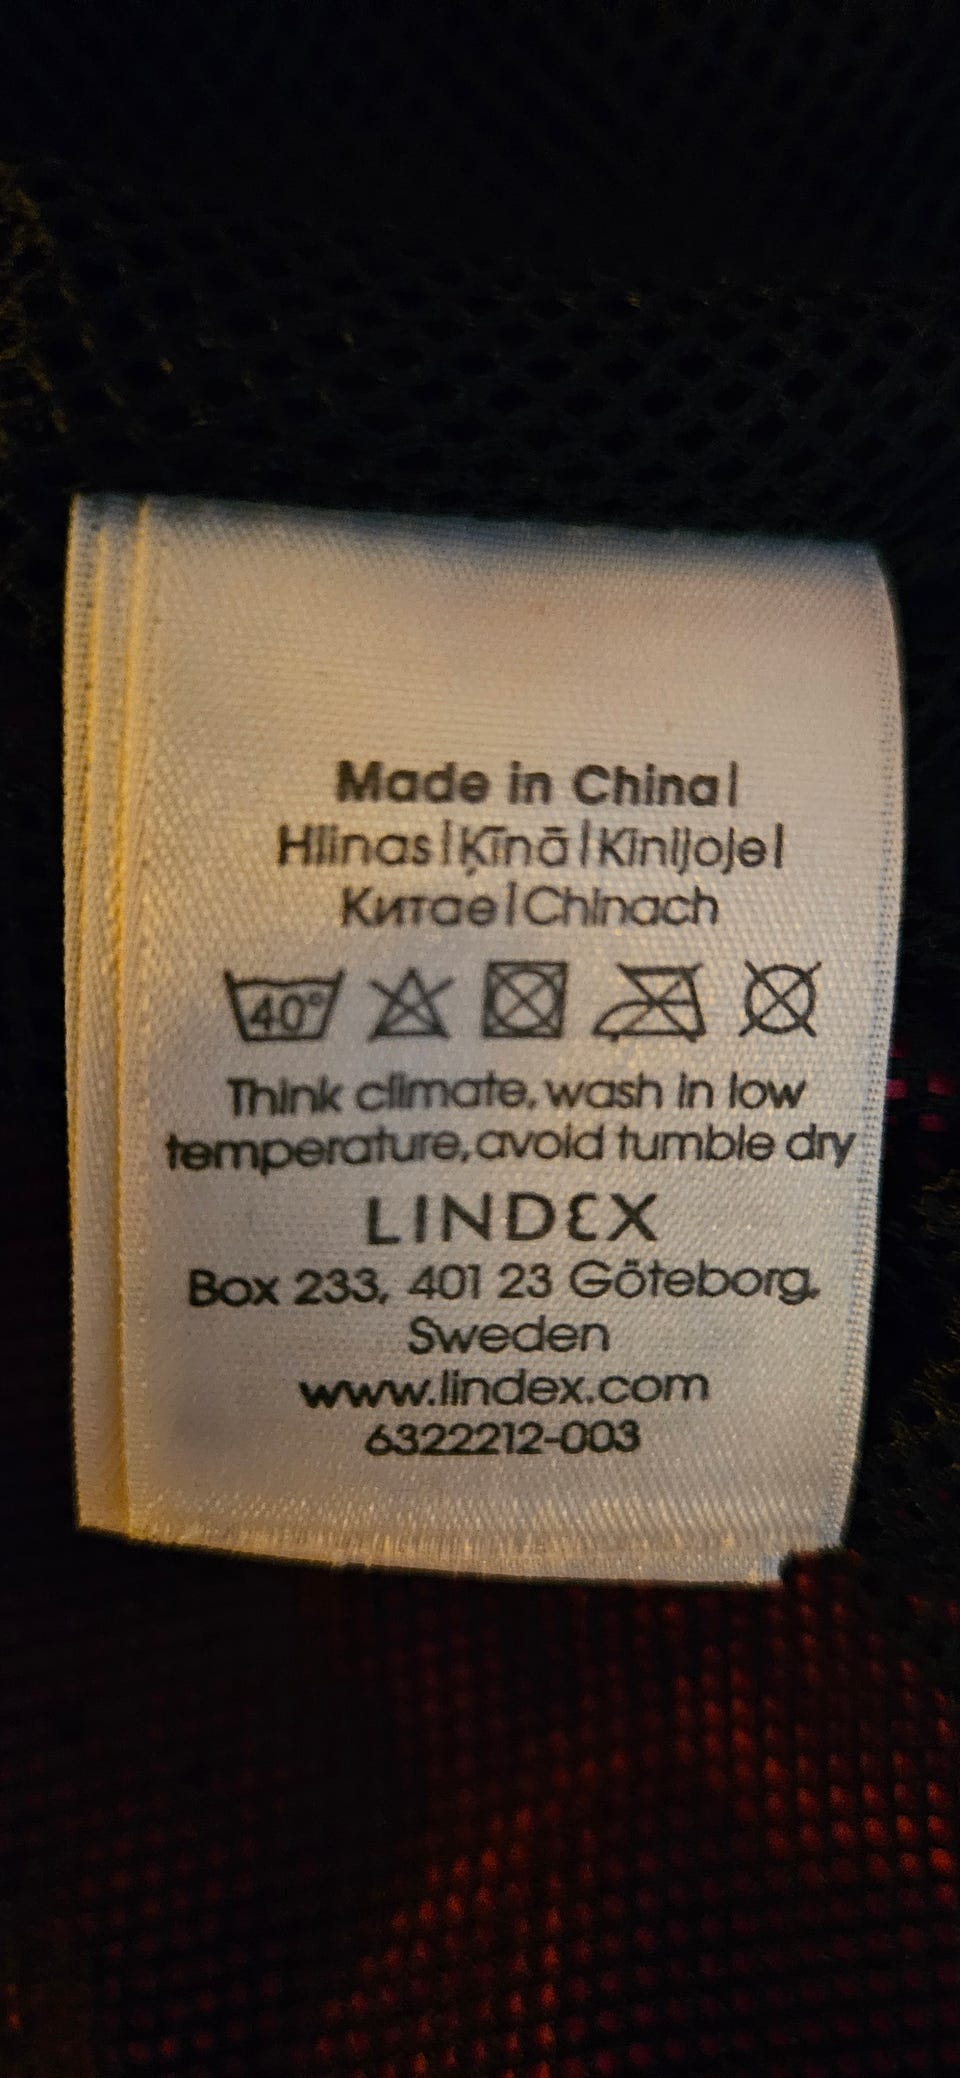 Made in China|
Hiinas|Ķīnā|Kinijoje|
Китае|Chinach
40°
Think climate, wash in low
temperature, avoid tumble dry
LINDEX
Box 233, 401 23 Göteborg,
Sweden
www.lindex.com
6322212-003